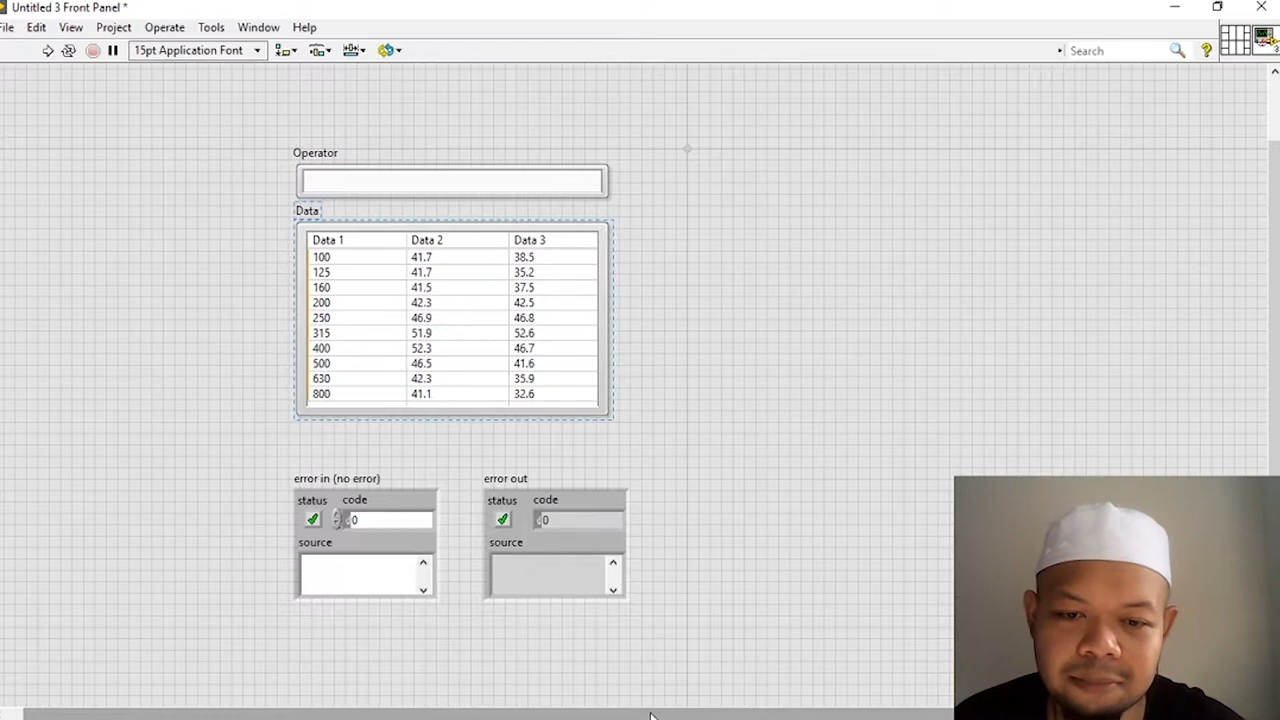 Untitled 3 Front Panel *
File Edit View Project Operate Tools Window Help
15pt Application Font
Search
?
3
Operator
Data
Data 1 Data 2 Data 3
100 41.7 38.5
125 41.7 35.2
160 41.5 37.5
200 42.3 42.5
250 46.9 46.8
315 51.9 52.6
400 52.3 46.7
500 46.5 41.6
630 42.3 35.9
800 41.1 32.6
error in (no error) error out
status code status code
0 0
source source